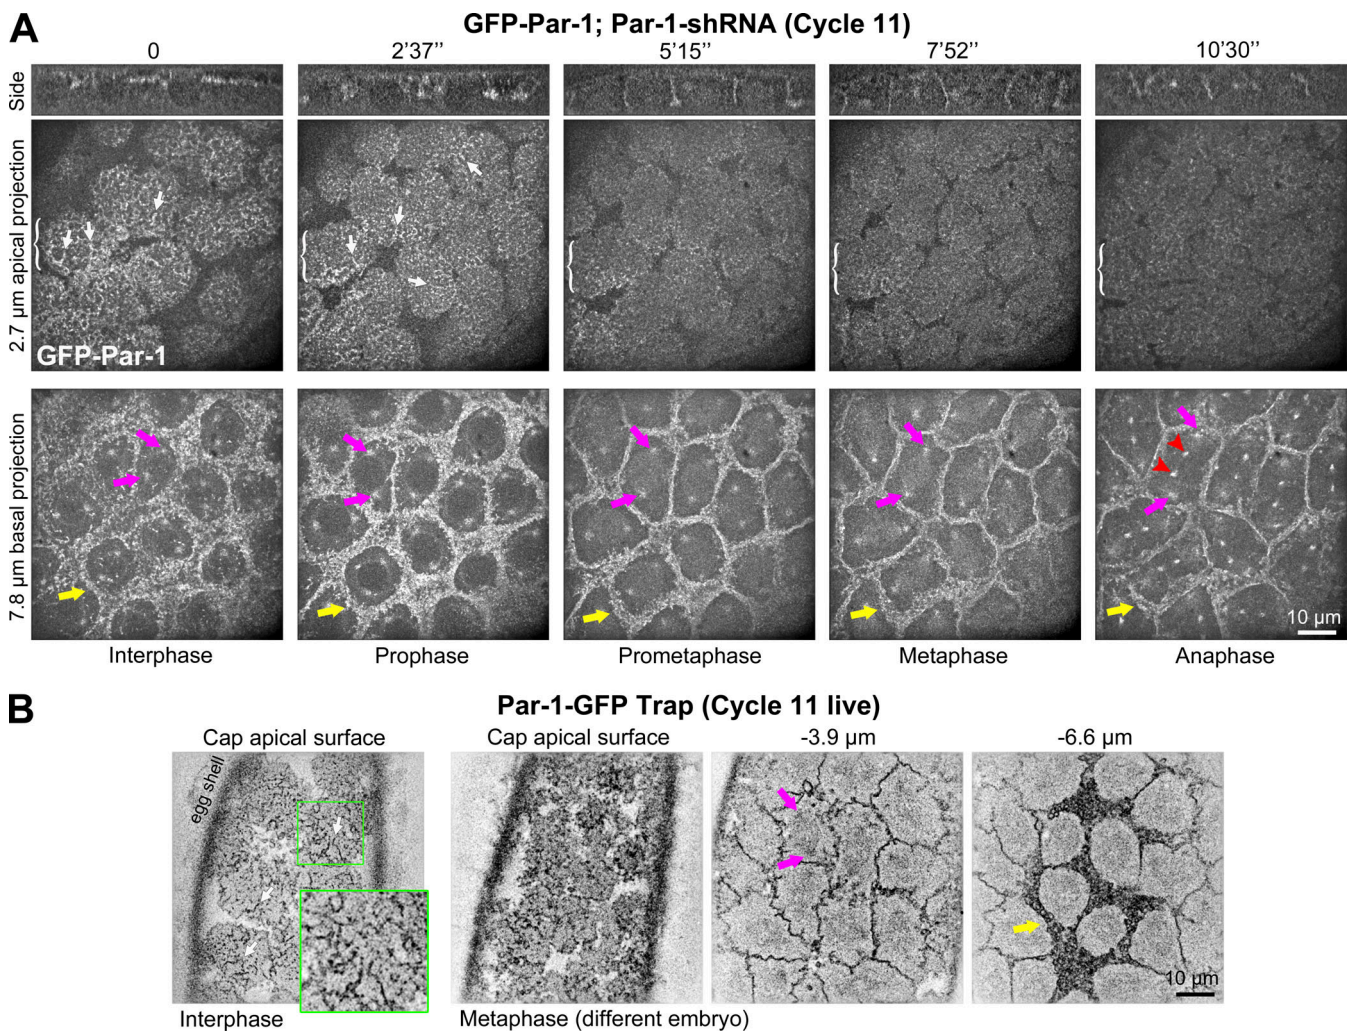 A
GFP-Par-1; Par-1-shRNA (Cycle 11)
0 2’37’’ 5’15’’ 7’52’’ 10’30’’
Side
2.7 µm apical projection
GFP-Par-1
7.8 µm basal projection
10 µm
Interphase Prophase Prometaphase Metaphase Anaphase
B
Par-1-GFP Trap (Cycle 11 live)
Cap apical surface Cap apical surface -3.9 µm -6.6 µm
egg shell
10 µm
Interphase Metaphase (different embryo)